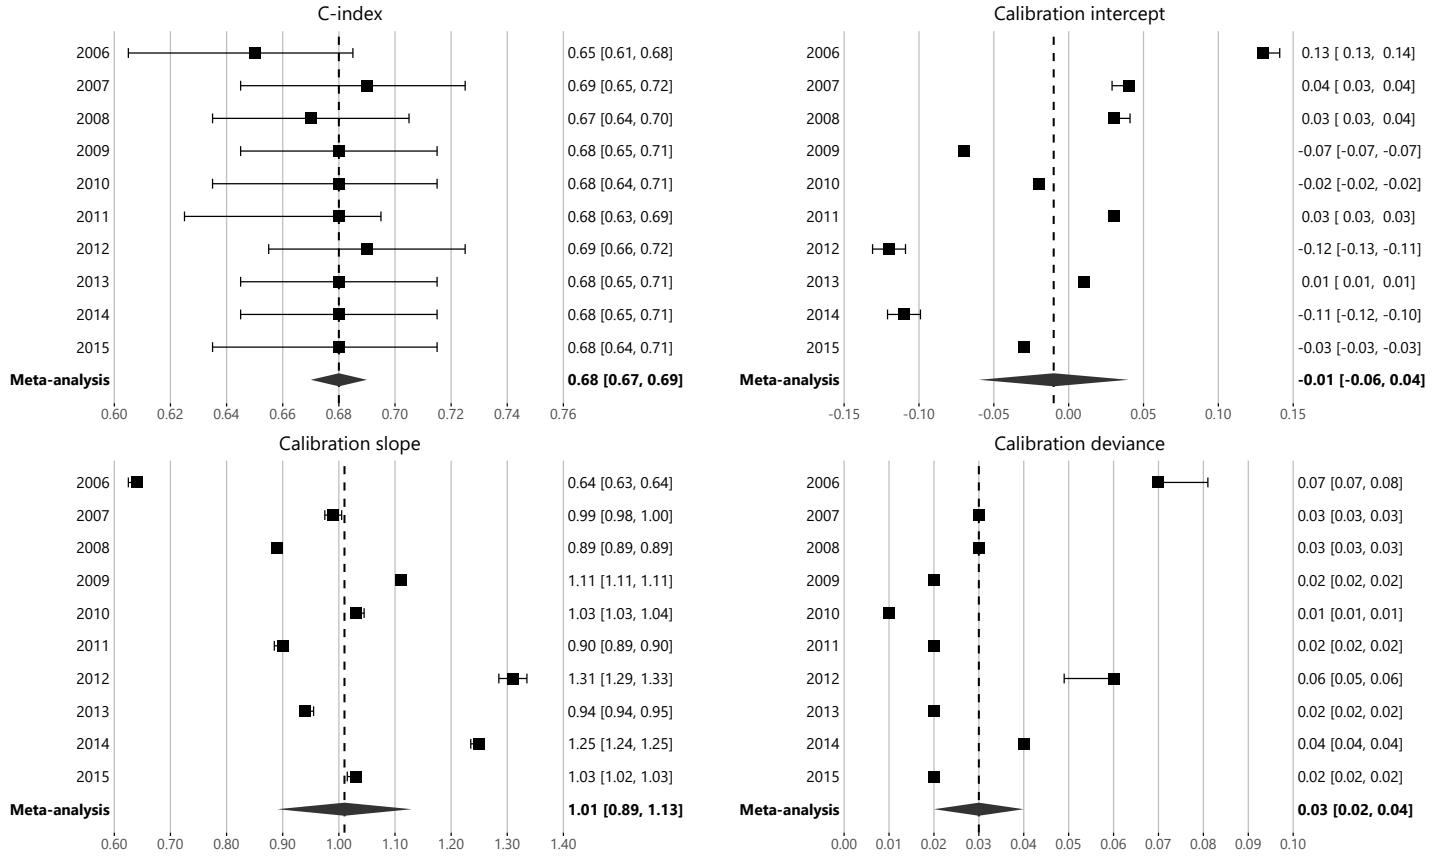 C-index
2006 0.65 [0.61, 0.68]
2007 0.69 [0.65, 0.72]
2008 0.67 [0.64, 0.70]
2009 0.68 [0.65, 0.71]
2010 0.68 [0.64, 0.71]
2011 0.68 [0.63, 0.69]
2012 0.69 [0.66, 0.72]
2013 0.68 [0.65, 0.71]
2014 0.68 [0.65, 0.71]
2015 0.68 [0.64, 0.71]
Meta-analysis 0.68 [0.67, 0.69]
0.60 0.62 0.64 0.66 0.68 0.70 0.72 0.74 0.76
Calibration intercept
2006 0.13 [ 0.13, 0.14]
2007 0.04 [ 0.03, 0.04]
2008 0.03 [ 0.03, 0.04]
2009 -0.07 [-0.07, -0.07]
2010 -0.02 [-0.02, -0.02]
2011 0.03 [ 0.03, 0.03]
2012 -0.12 [-0.13, -0.11]
2013 0.01 [ 0.01, 0.01]
2014 -0.11 [-0.12, -0.10]
2015 -0.03 [-0.03, -0.03]
Meta-analysis -0.01 [-0.06, 0.04]
-0.15 -0.10 -0.05 0.00 0.05 0.10 0.15
Calibration slope
2006 0.64 [0.63, 0.64]
2007 0.99 [0.98, 1.00]
2008 0.89 [0.89, 0.89]
2009 1.11 [1.11, 1.11]
2010 1.03 [1.03, 1.04]
2011 0.90 [0.89, 0.90]
2012 1.31 [1.29, 1.33]
2013 0.94 [0.94, 0.95]
2014 1.25 [1.24, 1.25]
2015 1.03 [1.02, 1.03]
Meta-analysis 1.01 [0.89, 1.13]
0.60 0.70 0.80 0.90 1.00 1.10 1.20 1.30 1.40
Calibration deviance
2006 0.07 [0.07, 0.08]
2007 0.03 [0.03, 0.03]
2008 0.03 [0.03, 0.03]
2009 0.02 [0.02, 0.02]
2010 0.01 [0.01, 0.01]
2011 0.02 [0.02, 0.02]
2012 0.06 [0.05, 0.06]
2013 0.02 [0.02, 0.02]
2014 0.04 [0.04, 0.04]
2015 0.02 [0.02, 0.02]
Meta-analysis 0.03 [0.02, 0.04]
0.00 0.01 0.02 0.03 0.04 0.05 0.06 0.07 0.08 0.09 0.10